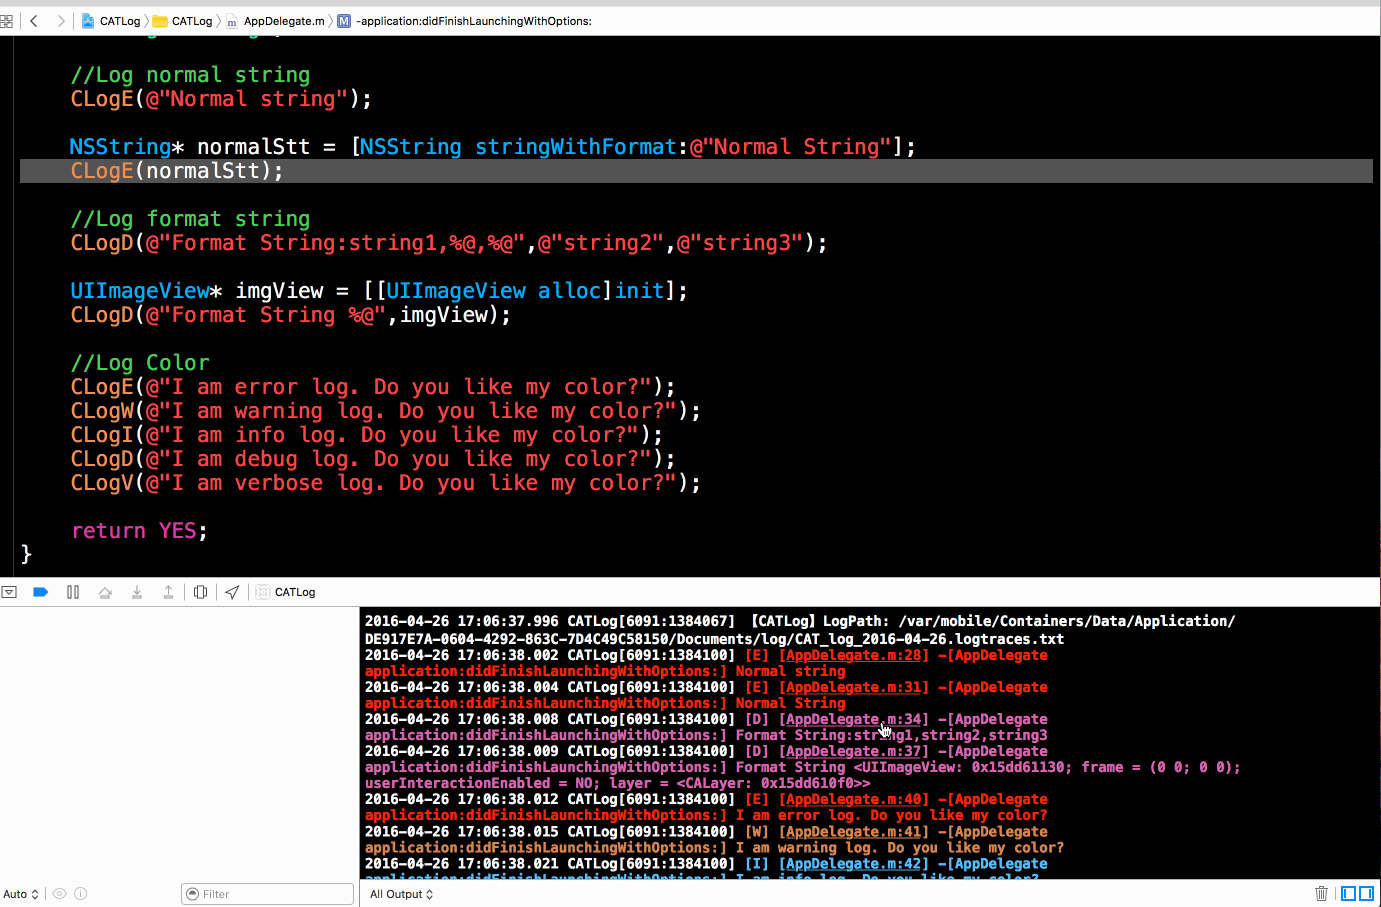 CATLog CATLog AppDelegate.m M -application:didFinishLaunchingWithOptions:
//Log normal string
CLogE(@"Normal string");
NSString* normalStt = [NSString stringWithFormat:@"Normal String"];
CLogE(normalStt);
//Log format string
CLogD(@"Format String:string1,%@,%@",@"string2",@"string3");
UIImageView* imgView = [[UIImageView alloc]init];
CLogD(@"Format String %@",imgView);
//Log Color
CLogE(@"I am error log. Do you like my color?");
CLogW(@"I am warning log. Do you like my color?");
CLogI(@"I am info log. Do you like my color?");
CLogD(@"I am debug log. Do you like my color?");
CLogV(@"I am verbose log. Do you like my color?");
return YES;
}
CATLog
2016-04-26 17:06:37.996 CATLog[6091:1384067] 【CATLog】LogPath: /var/mobile/Containers/Data/Application/
DE917E7A-0604-4292-863C-7D4C49C58150/Documents/log/CAT_log_2016-04-26.logtraces.txt
2016-04-26 17:06:38.002 CATLog[6091:1384100] [E] [AppDelegate.m:28] -[AppDelegate
application:didFinishLaunchingWithOptions:] Normal string
2016-04-26 17:06:38.004 CATLog[6091:1384100] [E] [AppDelegate.m:31] -[AppDelegate
application:didFinishLaunchingWithOptions:] Normal String
2016-04-26 17:06:38.008 CATLog[6091:1384100] [D] [AppDelegate.m:34] -[AppDelegate
application:didFinishLaunchingWithOptions:] Format String:string1,string2,string3
2016-04-26 17:06:38.009 CATLog[6091:1384100] [D] [AppDelegate.m:37] -[AppDelegate
application:didFinishLaunchingWithOptions:] Format String <UIImageView: 0x15dd61130; frame = (0 0; 0 0);
userInteractionEnabled = NO; layer = <CALayer: 0x15dd610f0>>
2016-04-26 17:06:38.012 CATLog[6091:1384100] [E] [AppDelegate.m:40] -[AppDelegate
application:didFinishLaunchingWithOptions:] I am error log. Do you like my color?
2016-04-26 17:06:38.015 CATLog[6091:1384100] [W] [AppDelegate.m:41] -[AppDelegate
application:didFinishLaunchingWithOptions:] I am warning log. Do you like my color?
2016-04-26 17:06:38.021 CATLog[6091:1384100] [I] [AppDelegate.m:42] -[AppDelegate
application:didFinishLaunchingWithOptions:] I am info log. Do you like my color?
Auto Filter All Output